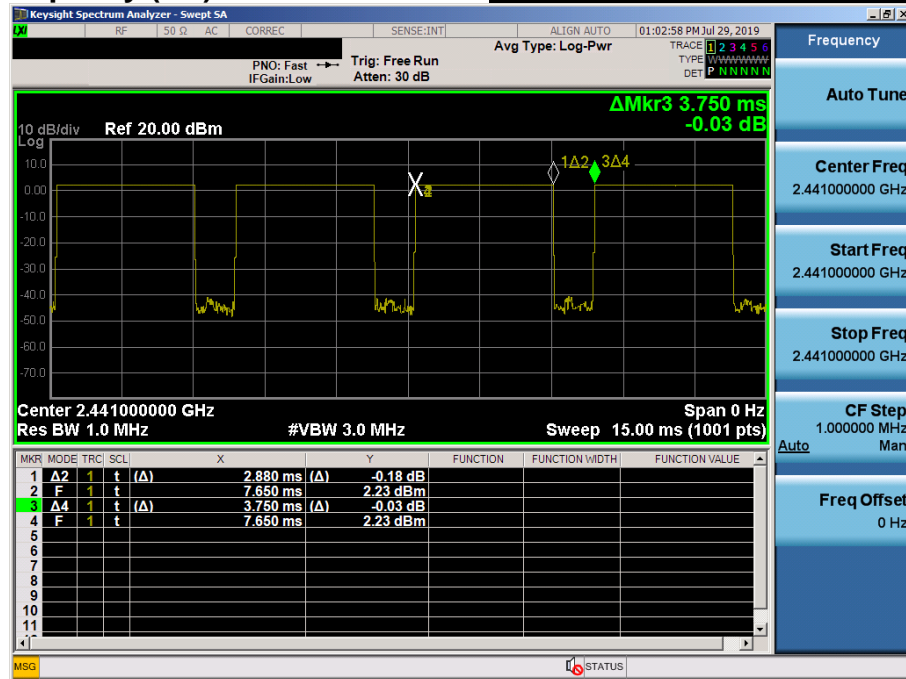 Keysight Spectrum Analyzer - Swept SA
LXI RF 50 Ω AC CORREC SENSE:INT ALIGN AUTO 01:02:58 PM Jul 29, 2019
Avg Type: Log-Pwr TRACE 1 2 3 4 5 6
PNO: Fast Trig: Free Run TYPE WWWWWW
IFGain:Low Atten: 30 dB DET P N N N N N
Frequency
ΔMkr3 3.750 ms
-0.03 dB
10 dB/div Ref 20.00 dBm
Log
10.0
0.00
-10.0
-20.0
-30.0
-40.0
-50.0
-60.0
-70.0
1Δ2 3Δ4
X
Center 2.441000000 GHz Span 0 Hz
Res BW 1.0 MHz #VBW 3.0 MHz Sweep 15.00 ms (1001 pts)
MKR MODE TRC SCL X Y FUNCTION FUNCTION WIDTH FUNCTION VALUE
1 Δ2 1 t (Δ) 2.880 ms (Δ) -0.18 dB
2 F 1 t 7.650 ms 2.23 dBm
3 Δ4 1 t (Δ) 3.750 ms (Δ) -0.03 dB
4 F 1 t 7.650 ms 2.23 dBm
5
6
7
8
9
10
11
MSG STATUS
Auto Tune
Center Freq
2.441000000 GHz
Start Freq
2.441000000 GHz
Stop Freq
2.441000000 GHz
CF Step
1.000000 MHz
Auto Man
Freq Offset
0 Hz